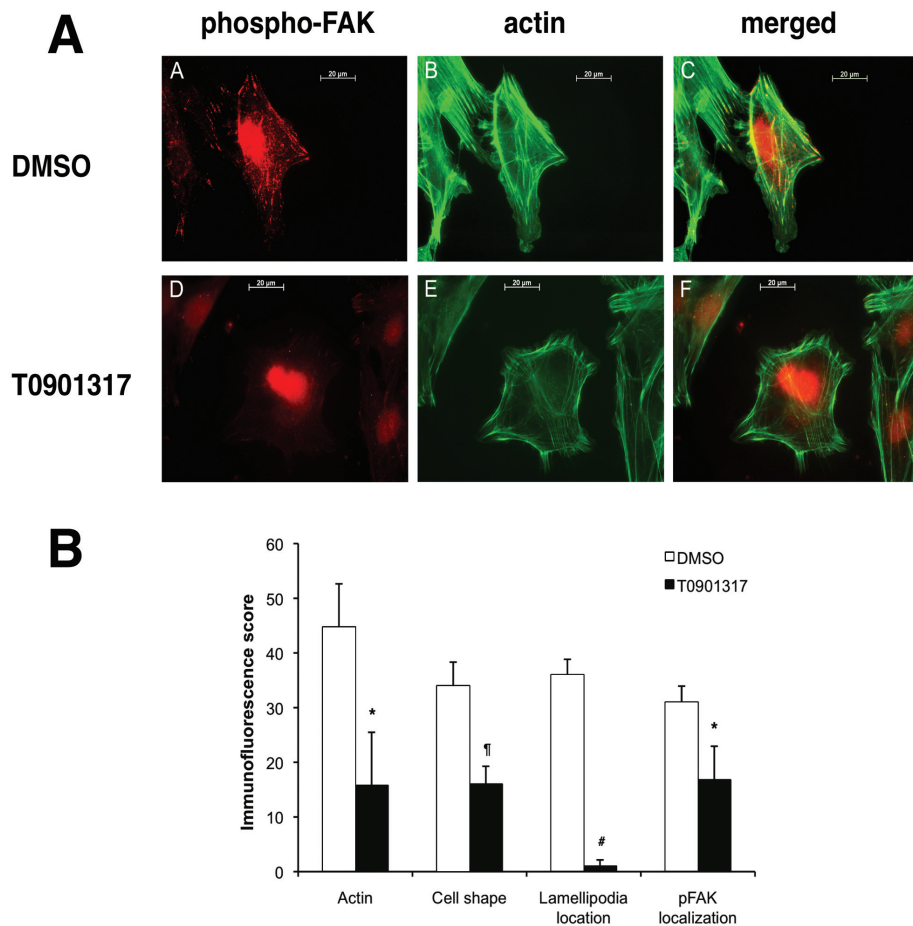 A
phospho-FAK actin merged
DMSO
A 20 µm
B 20 µm
C 20 µm
T0901317
D 20 µm
E 20 µm
F 20 µm
B
Immunofluorescence score
60
50
40
30
20
10
0
DMSO
T0901317
*
¶
#
*
Actin
Cell shape
Lamellipodia
location
pFAK
localization